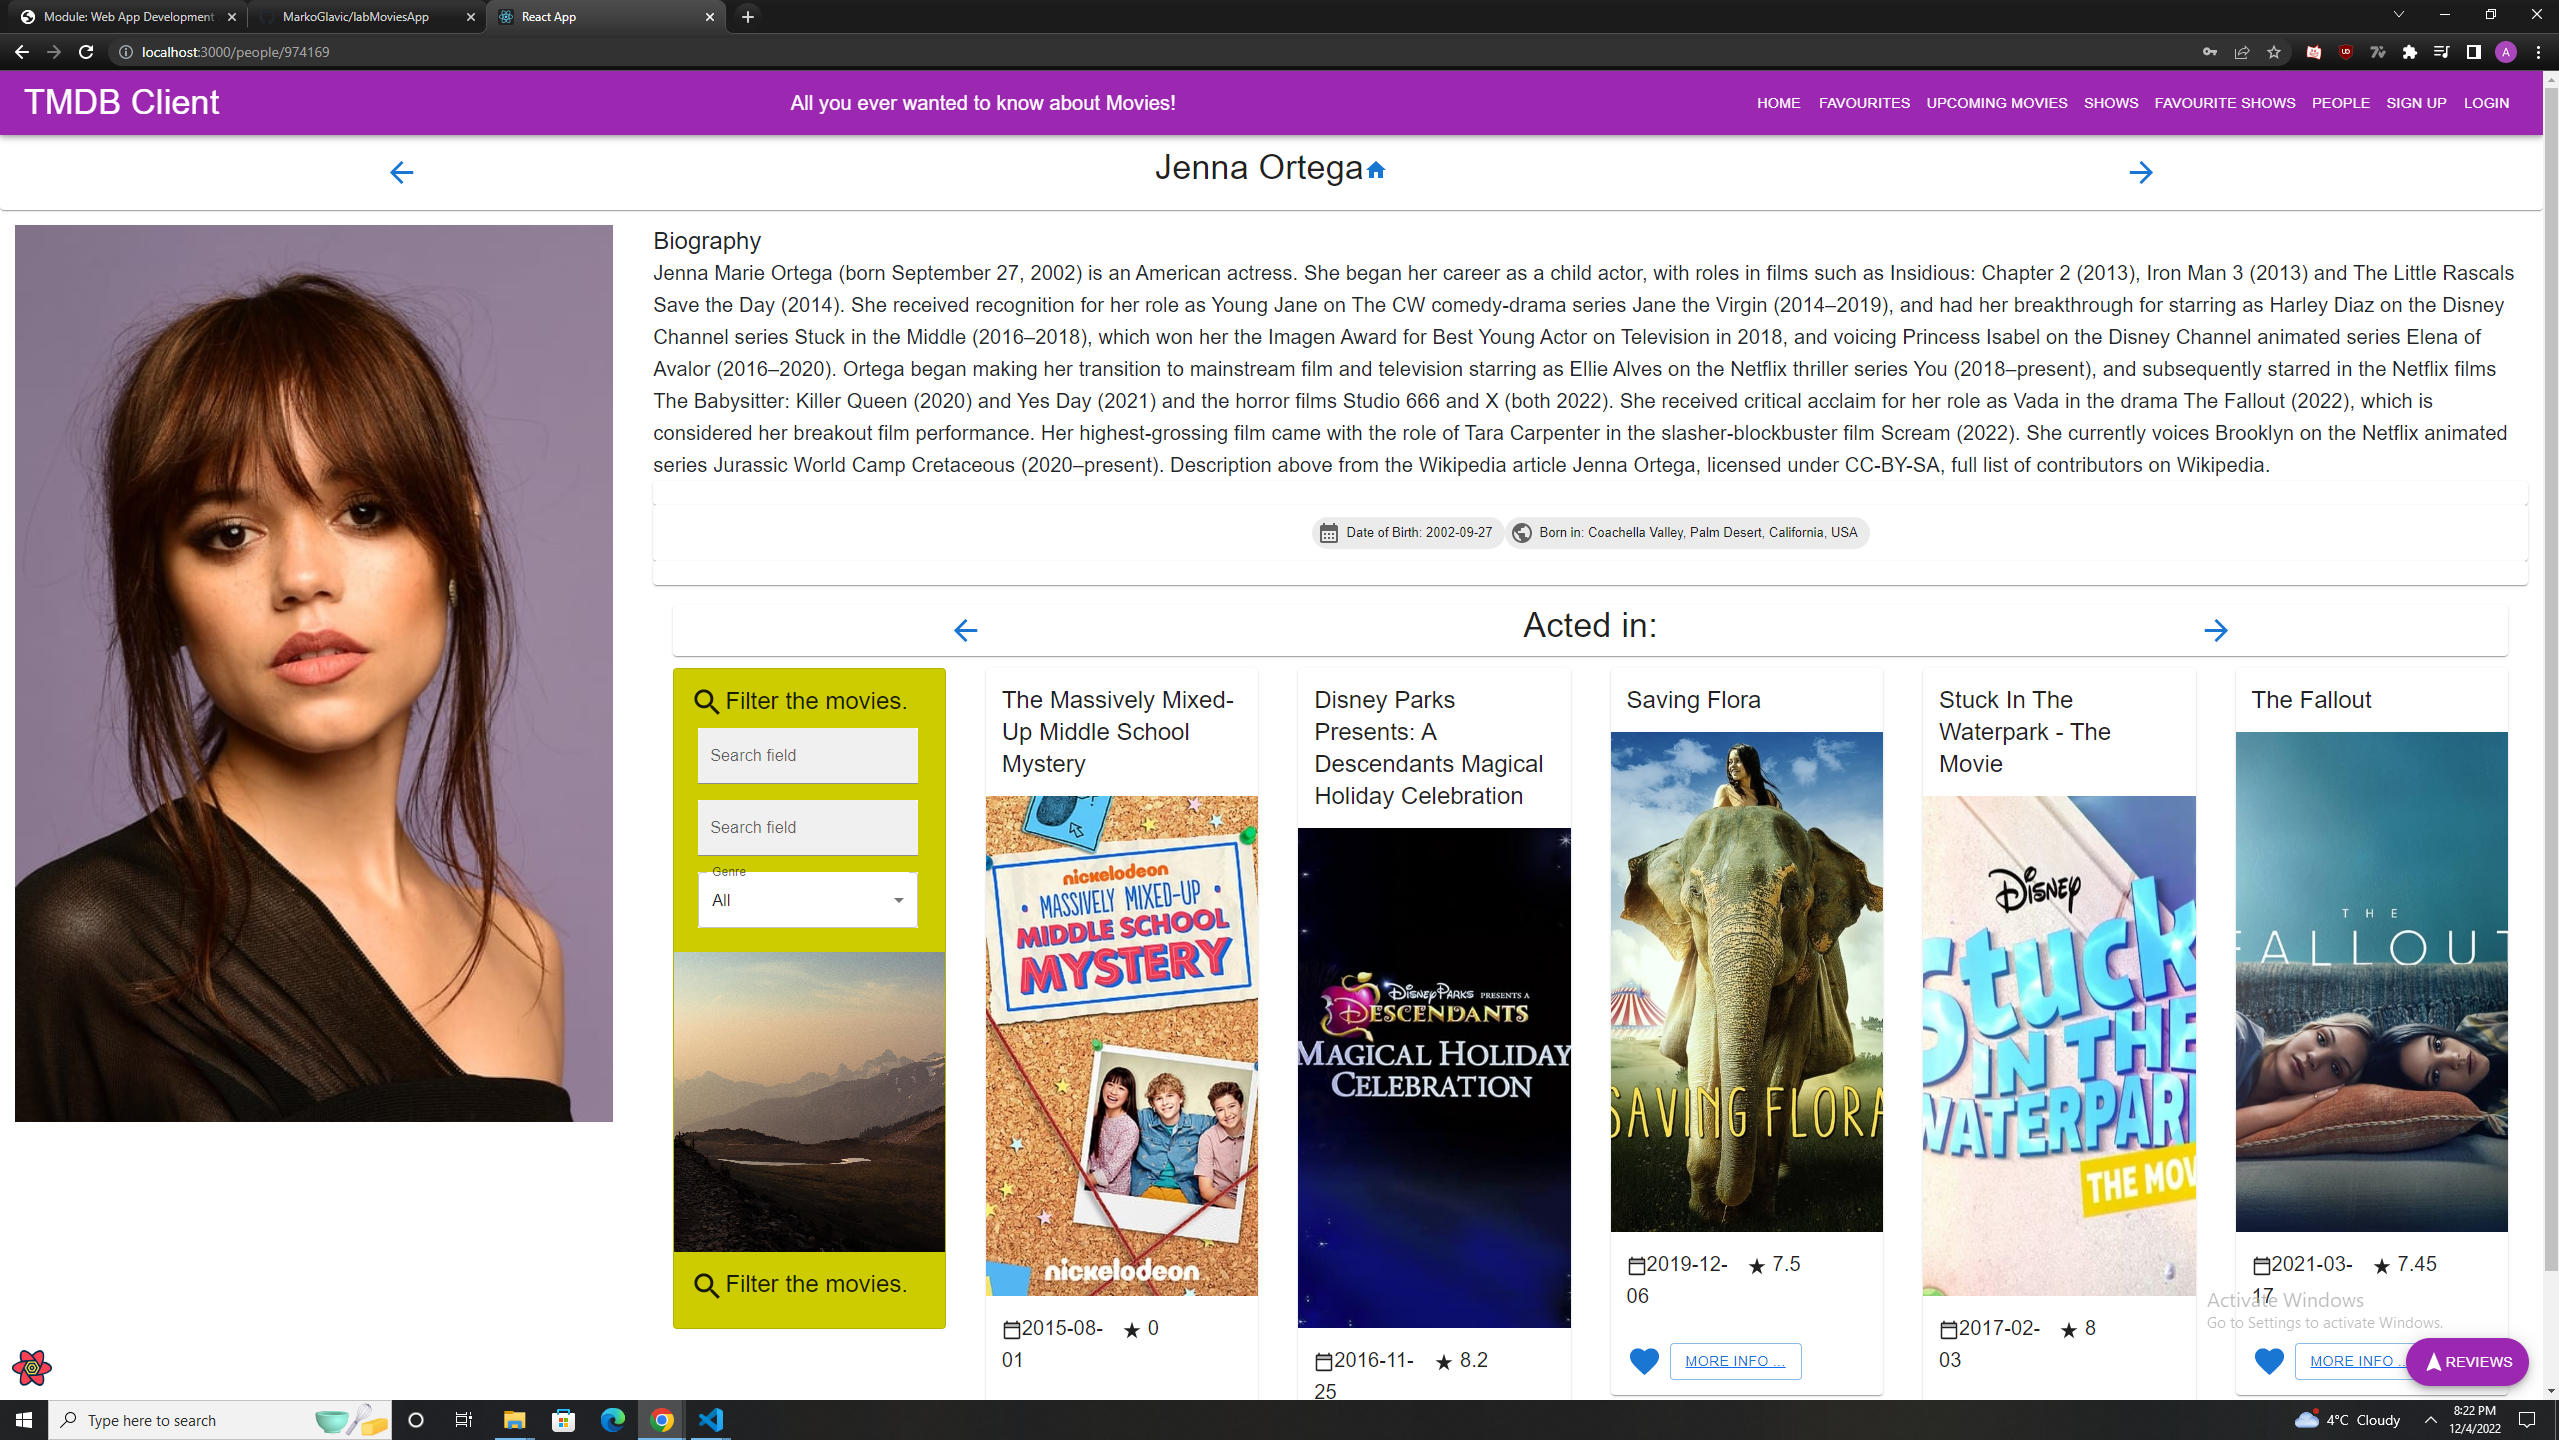 Module: Web App Development
MarkoGlavic/labMoviesApp
React App
localhost:3000/people/974169
A
TMDB Client
All you ever wanted to know about Movies!
HOME FAVOURITES UPCOMING MOVIES SHOWS FAVOURITE SHOWS PEOPLE SIGN UP LOGIN
Jenna Ortega
Biography
Jenna Marie Ortega (born September 27, 2002) is an American actress. She began her career as a child actor, with roles in films such as Insidious: Chapter 2 (2013), Iron Man 3 (2013) and The Little Rascals
Save the Day (2014). She received recognition for her role as Young Jane on The CW comedy-drama series Jane the Virgin (2014–2019), and had her breakthrough for starring as Harley Diaz on the Disney
Channel series Stuck in the Middle (2016–2018), which won her the Imagen Award for Best Young Actor on Television in 2018, and voicing Princess Isabel on the Disney Channel animated series Elena of
Avalor (2016–2020). Ortega began making her transition to mainstream film and television starring as Ellie Alves on the Netflix thriller series You (2018–present), and subsequently starred in the Netflix films
The Babysitter: Killer Queen (2020) and Yes Day (2021) and the horror films Studio 666 and X (both 2022). She received critical acclaim for her role as Vada in the drama The Fallout (2022), which is
considered her breakout film performance. Her highest-grossing film came with the role of Tara Carpenter in the slasher-blockbuster film Scream (2022). She currently voices Brooklyn on the Netflix animated
series Jurassic World Camp Cretaceous (2020–present). Description above from the Wikipedia article Jenna Ortega, licensed under CC-BY-SA, full list of contributors on Wikipedia.
Date of Birth: 2002-09-27
Born in: Coachella Valley, Palm Desert, California, USA
Acted in:
Filter the movies.
Search field
Search field
Genre
All
Filter the movies.
The Massively Mixed-
Up Middle School
Mystery
nickelodeon
MASSIVELY MIXED-UP
MIDDLE SCHOOL
MYSTERY
nickelodeon
2015-08-
01
0
Disney Parks
Presents: A
Descendants Magical
Holiday Celebration
Disney Parks PRESENTS A
DESCENDANTS
MAGICAL HOLIDAY
CELEBRATION
2016-11-
25
8.2
Saving Flora
SAVING FLORA
2019-12-
06
7.5
MORE INFO ...
Stuck In The
Waterpark - The
Movie
Disney
Stuck
IN THE
WATERPARK
THE MOV
2017-02-
03
8
The Fallout
THE
FALLOUT
2021-03-
17
7.45
MORE INFO ..
Activate Windows
Go to Settings to activate Windows.
REVIEWS
Type here to search
4°C Cloudy
8:22 PM
12/4/2022